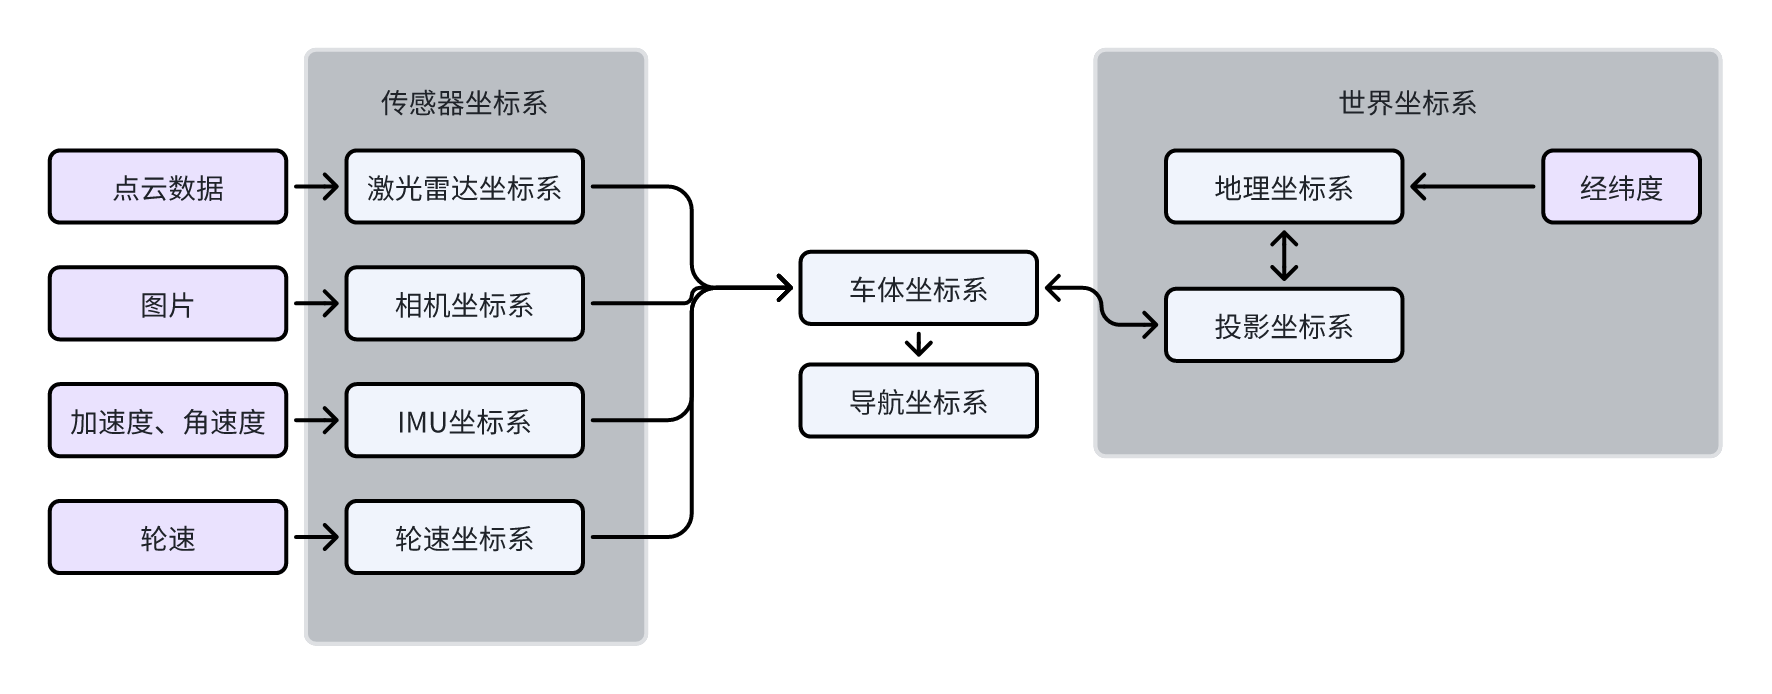 传感器坐标系
世界坐标系
点云数据
激光雷达坐标系
地理坐标系
经纬度
图片
相机坐标系
车体坐标系
投影坐标系
加速度、角速度
IMU坐标系
导航坐标系
轮速
轮速坐标系